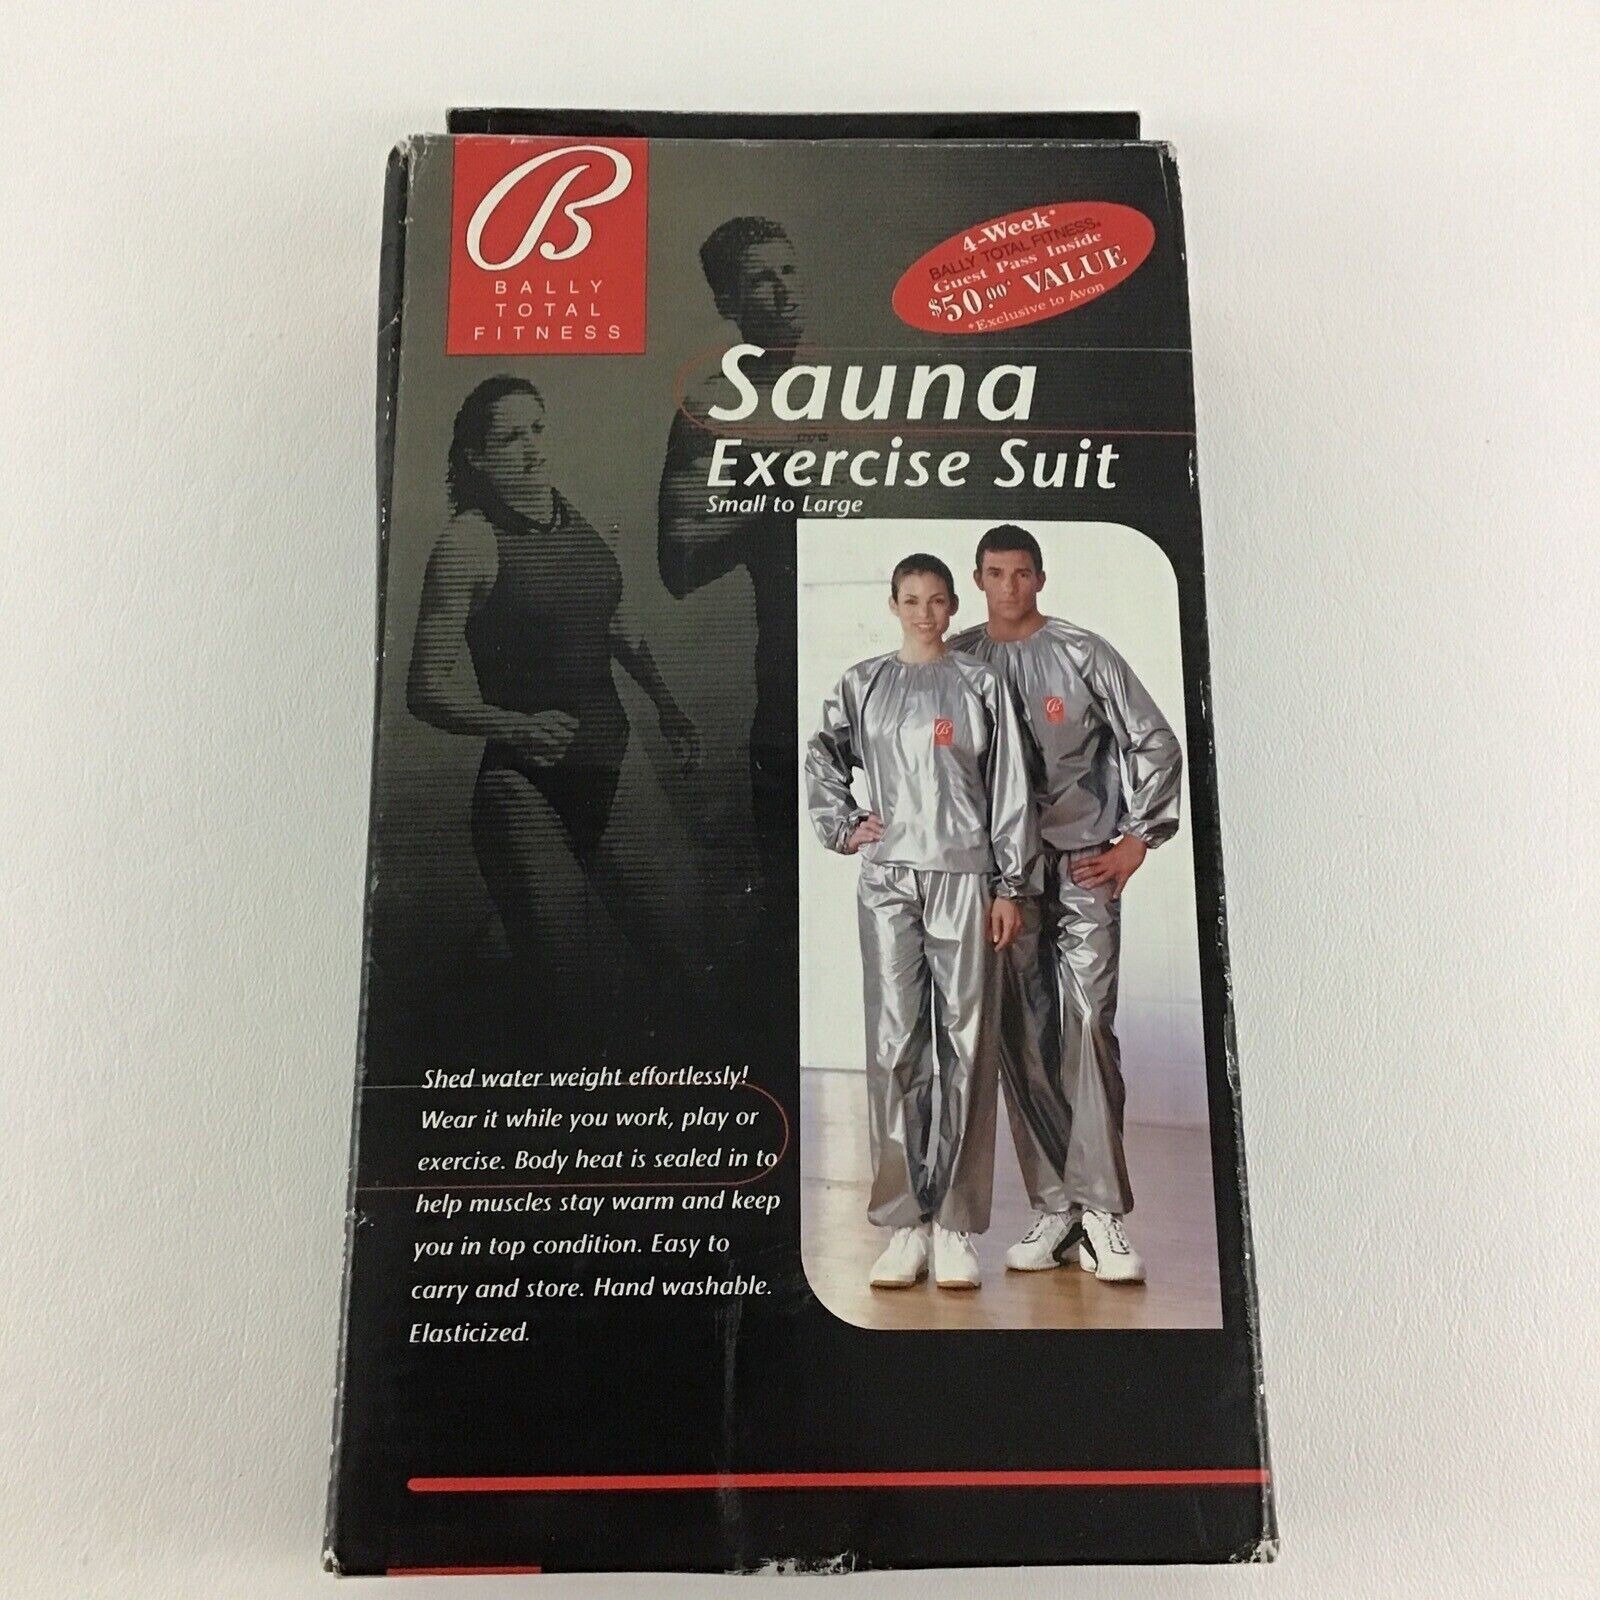 B
BALLY
TOTAL
FITNESS
4-Week*
BALLY TOTAL FITNESS®
Guest Pass Inside
$50.00* VALUE
*Exclusive to Avon
Sauna
Exercise Suit
Small to Large
B
B
Shed water weight effortlessly!
Wear it while you work, play or
exercise. Body heat is sealed in to
help muscles stay warm and keep
you in top condition. Easy to
carry and store. Hand washable.
Elasticized.